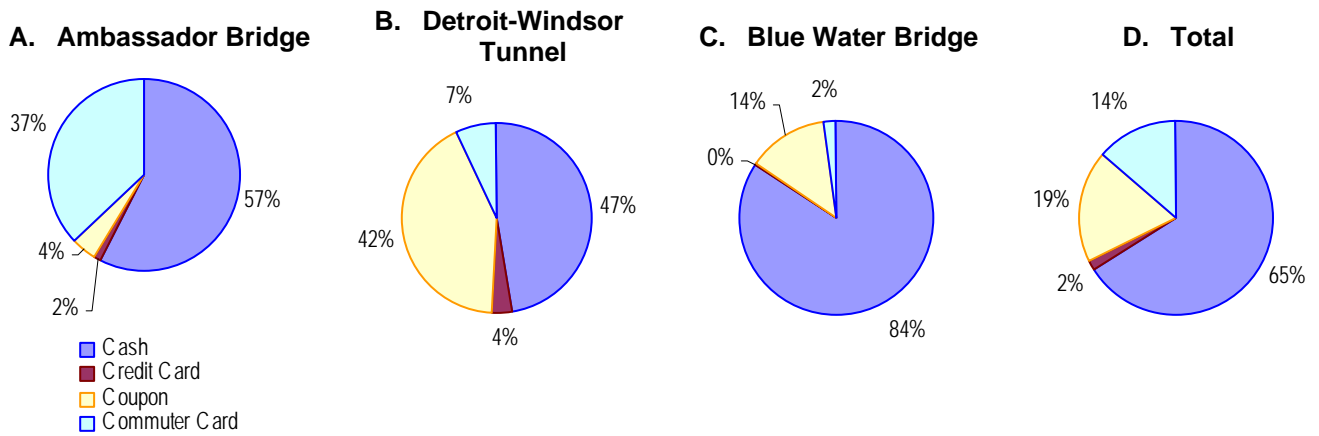 A. Ambassador Bridge
37%
57%
4%
2%
Cash
Credit Card
Coupon
Commuter Card
B. Detroit-Windsor
Tunnel
7%
47%
42%
4%
C. Blue Water Bridge
2%
14%
0%
84%
D. Total
14%
19%
2%
65%